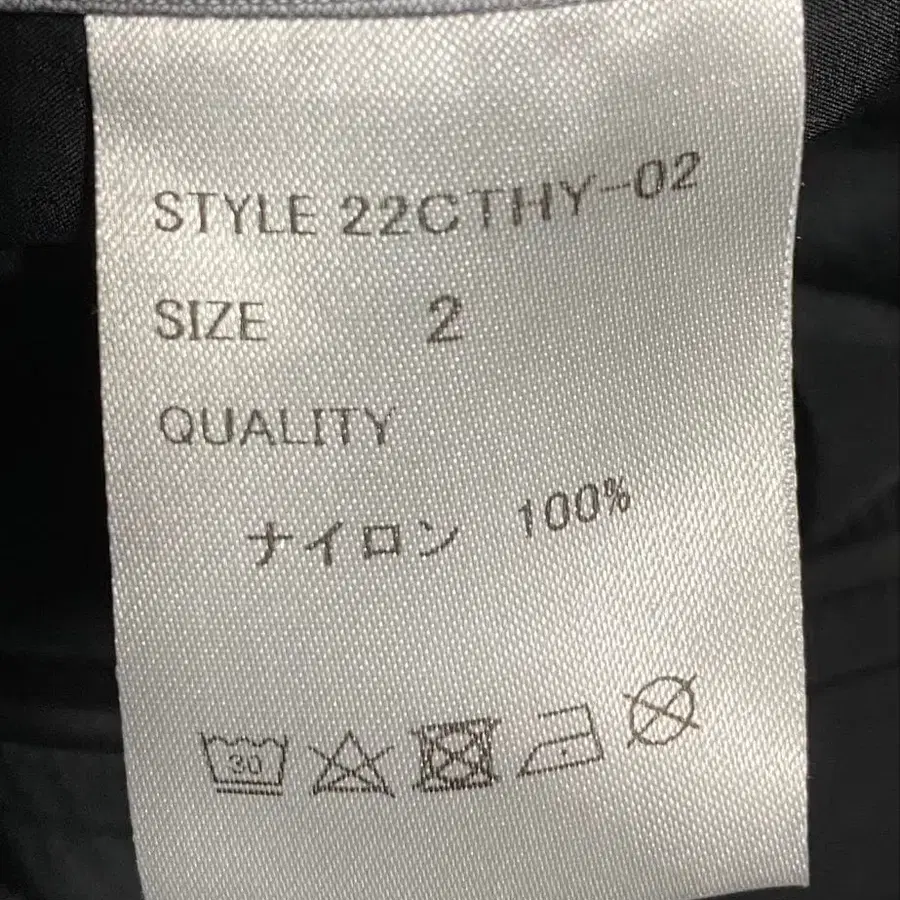 STYLE 22CTHY-02
SIZE 2
QUALITY
ナイロン 100%
30